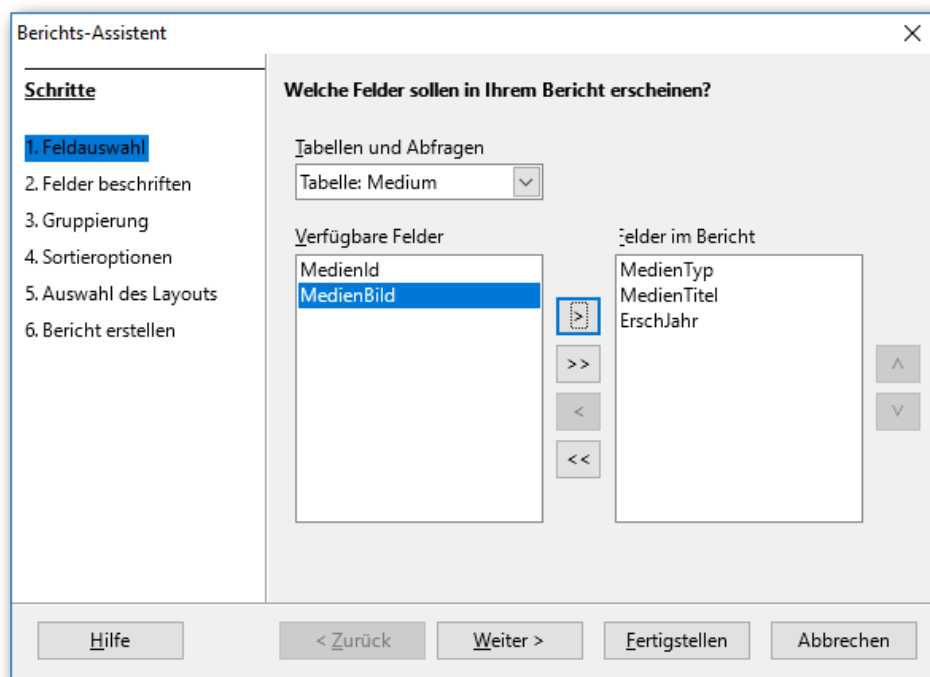 Berichts-Assistent
Schritte
1. Feldauswahl
2. Felder beschriften
3. Gruppierung
4. Sortieroptionen
5. Auswahl des Layouts
6. Bericht erstellen
Welche Felder sollen in Ihrem Bericht erscheinen?
Tabellen und Abfragen
Tabelle: Medium
Verfügbare Felder
MedienId
MedienBild
>
>>
<
<<
Felder im Bericht
MedienTyp
MedienTitel
ErschJahr
Hilfe
< Zurück
Weiter >
Fertigstellen
Abbrechen